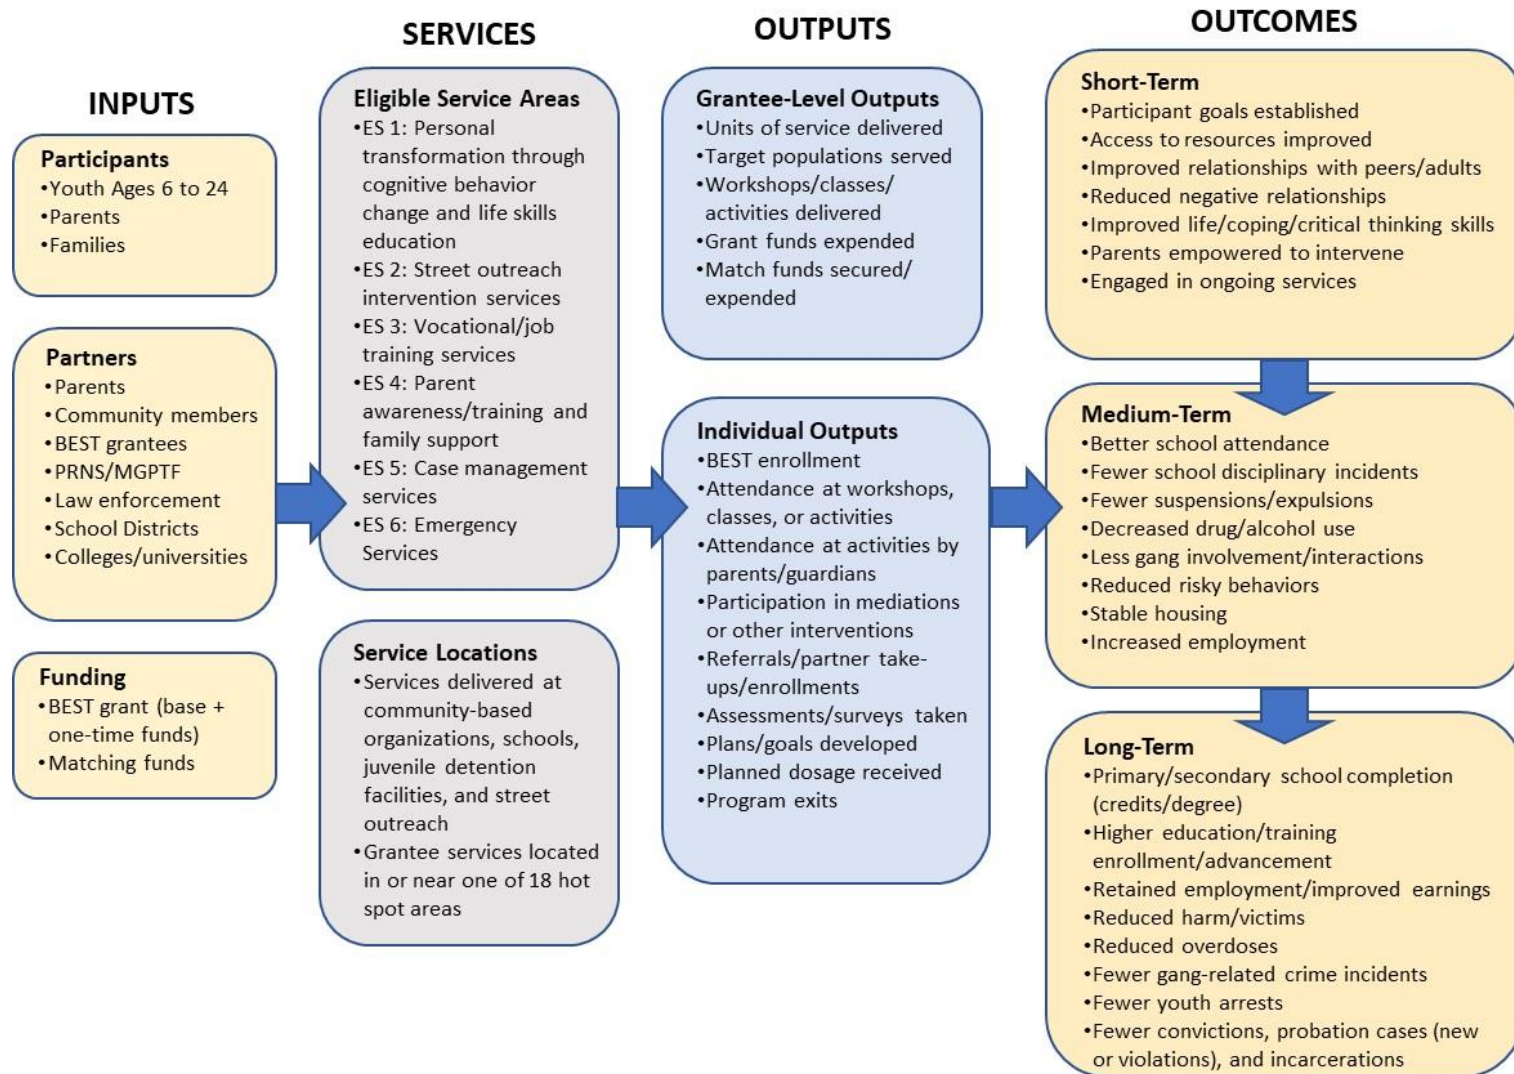 INPUTS
Participants
•Youth Ages 6 to 24
•Parents
•Families
Partners
•Parents
•Community members
•BEST grantees
•PRNS/MGPTF
•Law enforcement
•School Districts
•Colleges/universities
Funding
•BEST grant (base +
one-time funds)
•Matching funds
SERVICES
Eligible Service Areas
•ES 1: Personal
transformation through
cognitive behavior
change and life skills
education
•ES 2: Street outreach
intervention services
•ES 3: Vocational/job
training services
•ES 4: Parent
awareness/training and
family support
•ES 5: Case management
services
•ES 6: Emergency
Services
Service Locations
•Services delivered at
community-based
organizations, schools,
juvenile detention
facilities, and street
outreach
•Grantee services located
in or near one of 18 hot
spot areas
OUTPUTS
Grantee-Level Outputs
•Units of service delivered
•Target populations served
•Workshops/classes/
activities delivered
•Grant funds expended
•Match funds secured/
expended
Individual Outputs
•BEST enrollment
•Attendance at workshops,
classes, or activities
•Attendance at activities by
parents/guardians
•Participation in mediations
or other interventions
•Referrals/partner take-
ups/enrollments
•Assessments/surveys taken
•Plans/goals developed
•Planned dosage received
•Program exits
OUTCOMES
Short-Term
•Participant goals established
•Access to resources improved
•Improved relationships with peers/adults
•Reduced negative relationships
•Improved life/coping/critical thinking skills
•Parents empowered to intervene
•Engaged in ongoing services
Medium-Term
•Better school attendance
•Fewer school disciplinary incidents
•Fewer suspensions/expulsions
•Decreased drug/alcohol use
•Less gang involvement/interactions
•Reduced risky behaviors
•Stable housing
•Increased employment
Long-Term
•Primary/secondary school completion
(credits/degree)
•Higher education/training
enrollment/advancement
•Retained employment/improved earnings
•Reduced harm/victims
•Reduced overdoses
•Fewer gang-related crime incidents
•Fewer youth arrests
•Fewer convictions, probation cases (new
or violations), and incarcerations